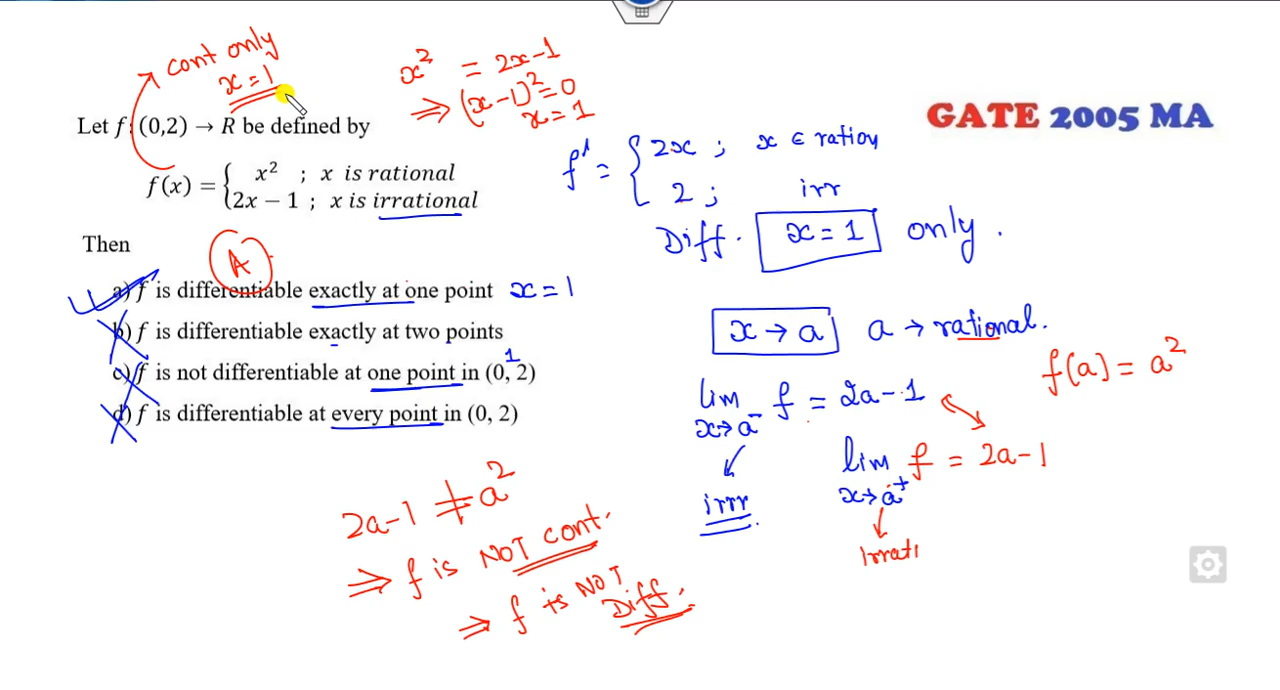 cont only
x = 1
x² = 2x-1
⇒ (x-1)² = 0
x = 1
Let f: (0,2) → R be defined by
GATE 2005 MA
f(x) = { x² ; x is rational
2x − 1 ; x is irrational
f' = { 2x ; x ∈ ration
2 ; irr
Diff. x = 1 only.
Then
A
a) f is differentiable exactly at one point x = 1
b) f is differentiable exactly at two points
c) f is not differentiable at one point in (0, 2) 1
d) f is differentiable at every point in (0, 2)
x → a a → rational.
f(a) = a²
lim f = 2a-1
x→a⁻
irrr
lim f = 2a-1
x→a⁺
Irrati
2a-1 ≠ a²
⇒ f is NOT cont.
⇒ f is NOT Diff.